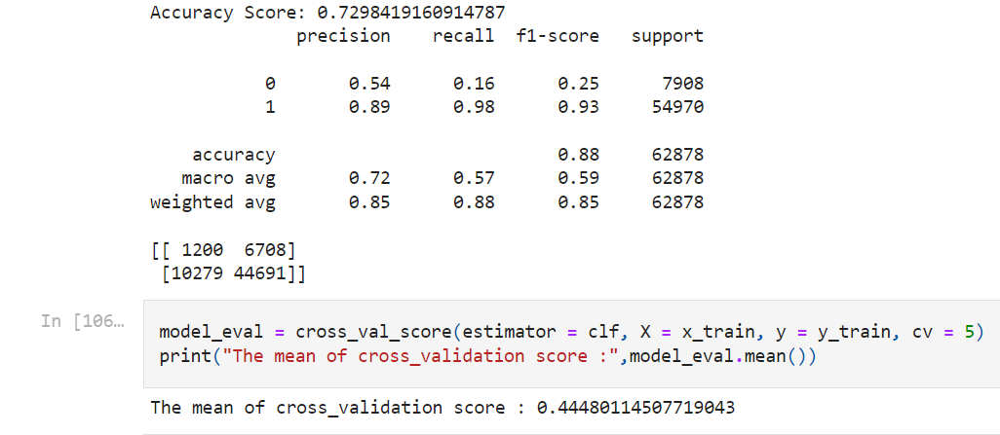 Accuracy Score: 0.7298419160914787
precision recall f1-score support
0 0.54 0.16 0.25 7908
1 0.89 0.98 0.93 54970
accuracy 0.88 62878
macro avg 0.72 0.57 0.59 62878
weighted avg 0.85 0.88 0.85 62878
[[ 1200 6708]
[10279 44691]]
In [106…
model_eval = cross_val_score(estimator = clf, X = x_train, y = y_train, cv = 5)
print("The mean of cross_validation score :",model_eval.mean())
The mean of cross_validation score : 0.44480114507719043